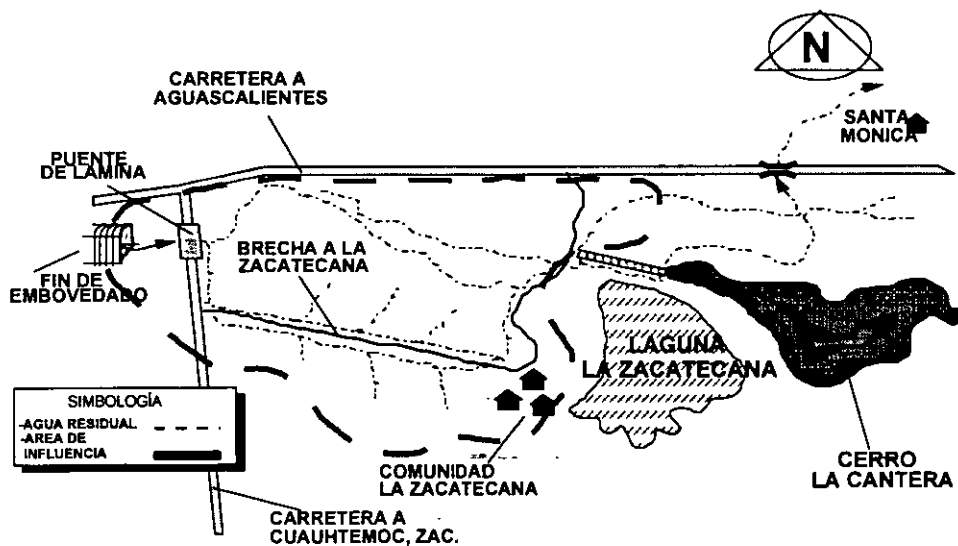 N
CARRETERA A
AGUASCALIENTES
SANTA
MONICA
PUENTE
DE LAMINA
BRECHA A LA
ZACATECANA
FIN DE
EMBOVEDADO
LAGUNA
LA ZACATECANA
SIMBOLOGÍA
-AGUA RESIDUAL
-AREA DE
INFLUENCIA
COMUNIDAD
LA ZACATECANA
CERRO
LA CANTERA
CARRETERA A
CUAUHTEMOC, ZAC.